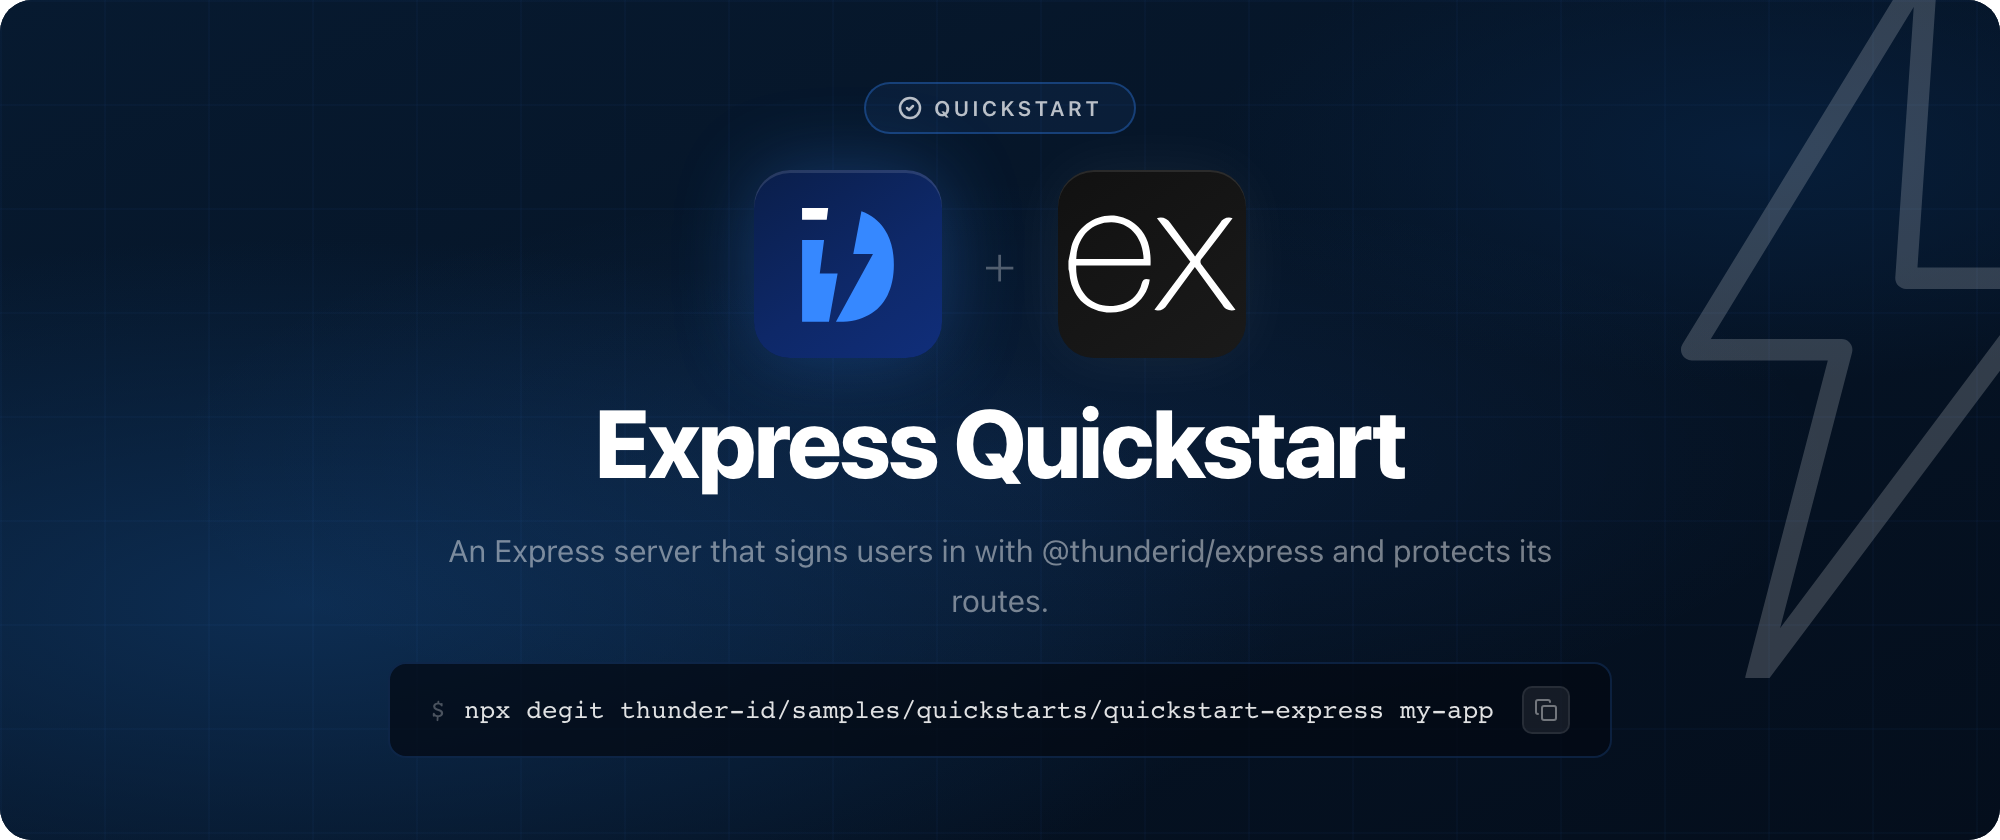 QUICKSTART
iD
+
ex
Express Quickstart
An Express server that signs users in with @thunderid/express and protects its
routes.
$ npx degit thunder-id/samples/quickstarts/quickstart-express my-app